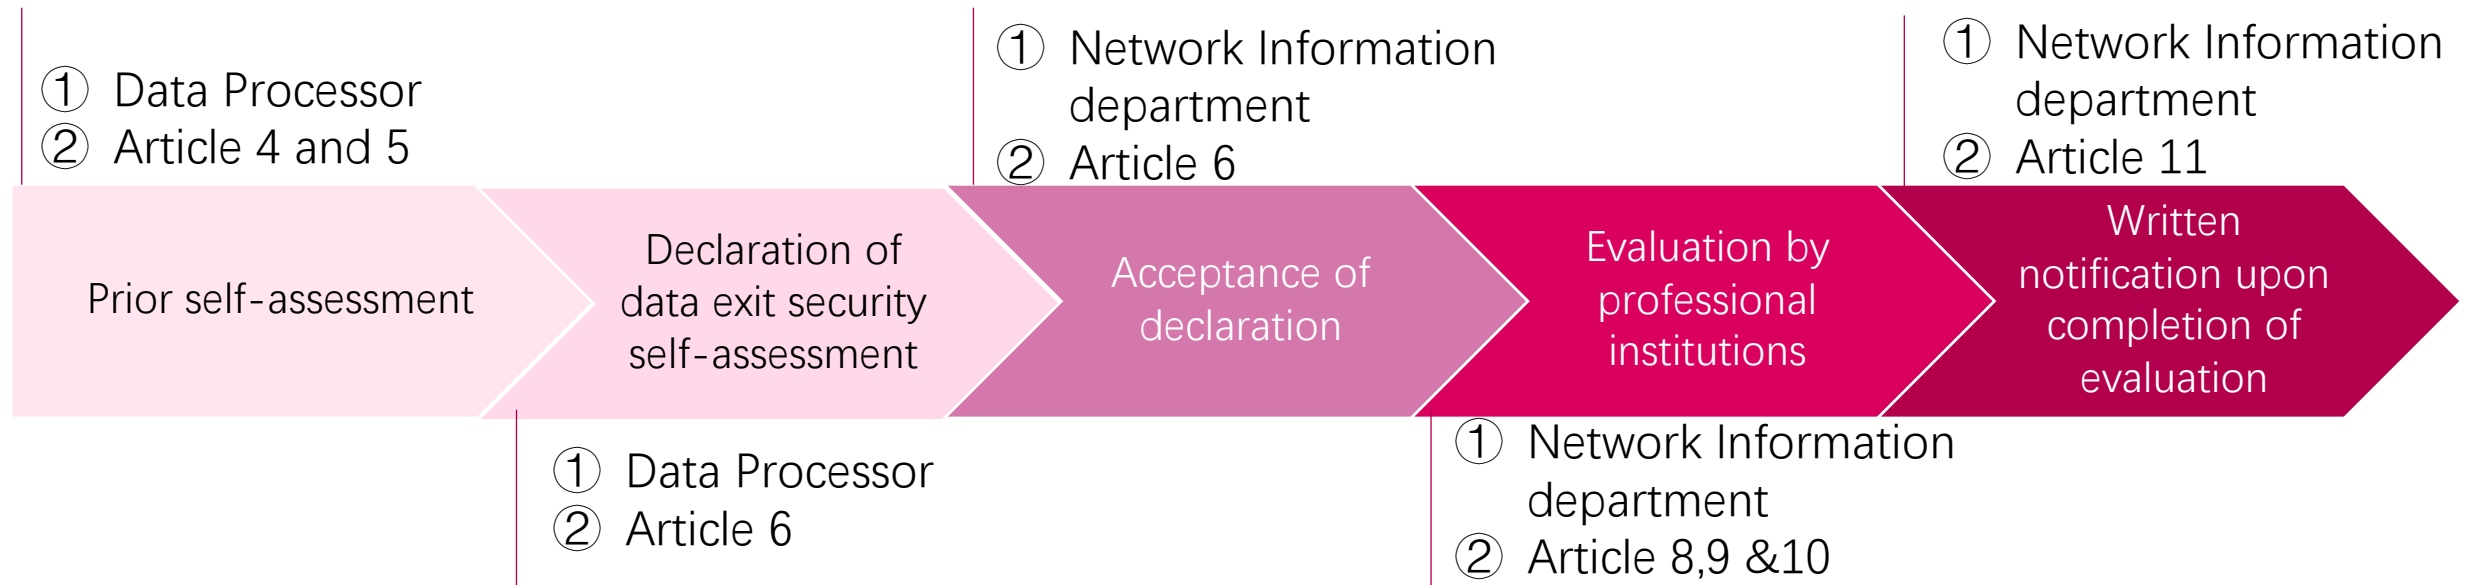 ① Data Processor
② Article 4 and 5
① Network Information
department
② Article 6
① Network Information
department
② Article 11
Prior self-assessment
Declaration of
data exit security
self-assessment
Acceptance of
declaration
Evaluation by
professional
institutions
Written
notification upon
completion of
evaluation
① Data Processor
② Article 6
① Network Information
department
② Article 8,9 &10